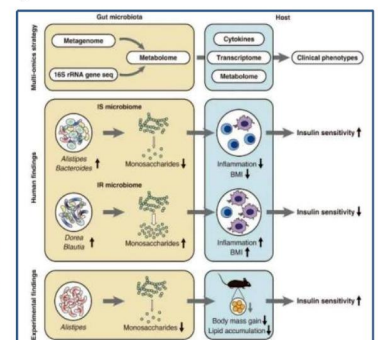 Gut microbiota
Host
Multi-omics strategy
Metagenome
16S rRNA gene seq
Metabolome
Cytokines
Transcriptome
Metabolome
Clinical phenotypes
Human findings
IS microbiome
Alistipes
Bacteroides ↑
Monosaccharides ↓
Inflammation ↓
BMI ↓
Insulin sensitivity ↑
IR microbiome
Dorea
Blautia ↑
Monosaccharides ↑
Inflammation ↑
BMI ↑
Insulin sensitivity ↓
Experimental findings
Alistipes
Monosaccharides ↓
Body mass gain ↓
Lipid accumulation ↓
Insulin sensitivity ↑